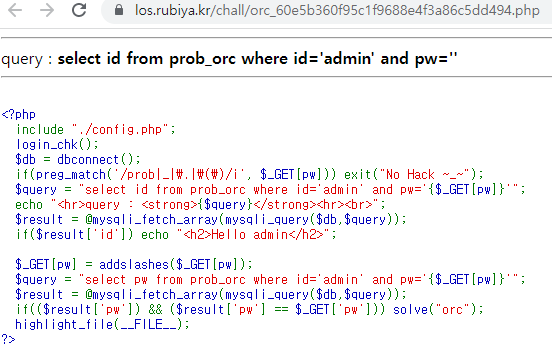 los.rubiya.kr/chall/orc_60e5b360f95c1f9688e4f3a86c5dd494.php
query : select id from prob_orc where id='admin' and pw=''
<?php
  include "./config.php";
  login_chk();
  $db = dbconnect();
  if(preg_match('/prob|_|₩.|₩(₩)/i', $_GET[pw])) exit("No Hack ~_~");
  $query = "select id from prob_orc where id='admin' and pw='{$_GET[pw]}'";
  echo "<hr>query : <strong>{$query}</strong><hr><br>";
  $result = @mysqli_fetch_array(mysqli_query($db,$query));
  if($result['id']) echo "<h2>Hello admin</h2>";

  $_GET[pw] = addslashes($_GET[pw]);
  $query = "select pw from prob_orc where id='admin' and pw='{$_GET[pw]}'";
  $result = @mysqli_fetch_array(mysqli_query($db,$query));
  if(($result['pw']) && ($result['pw'] == $_GET['pw'])) solve("orc");
  highlight_file(__FILE__);
?>